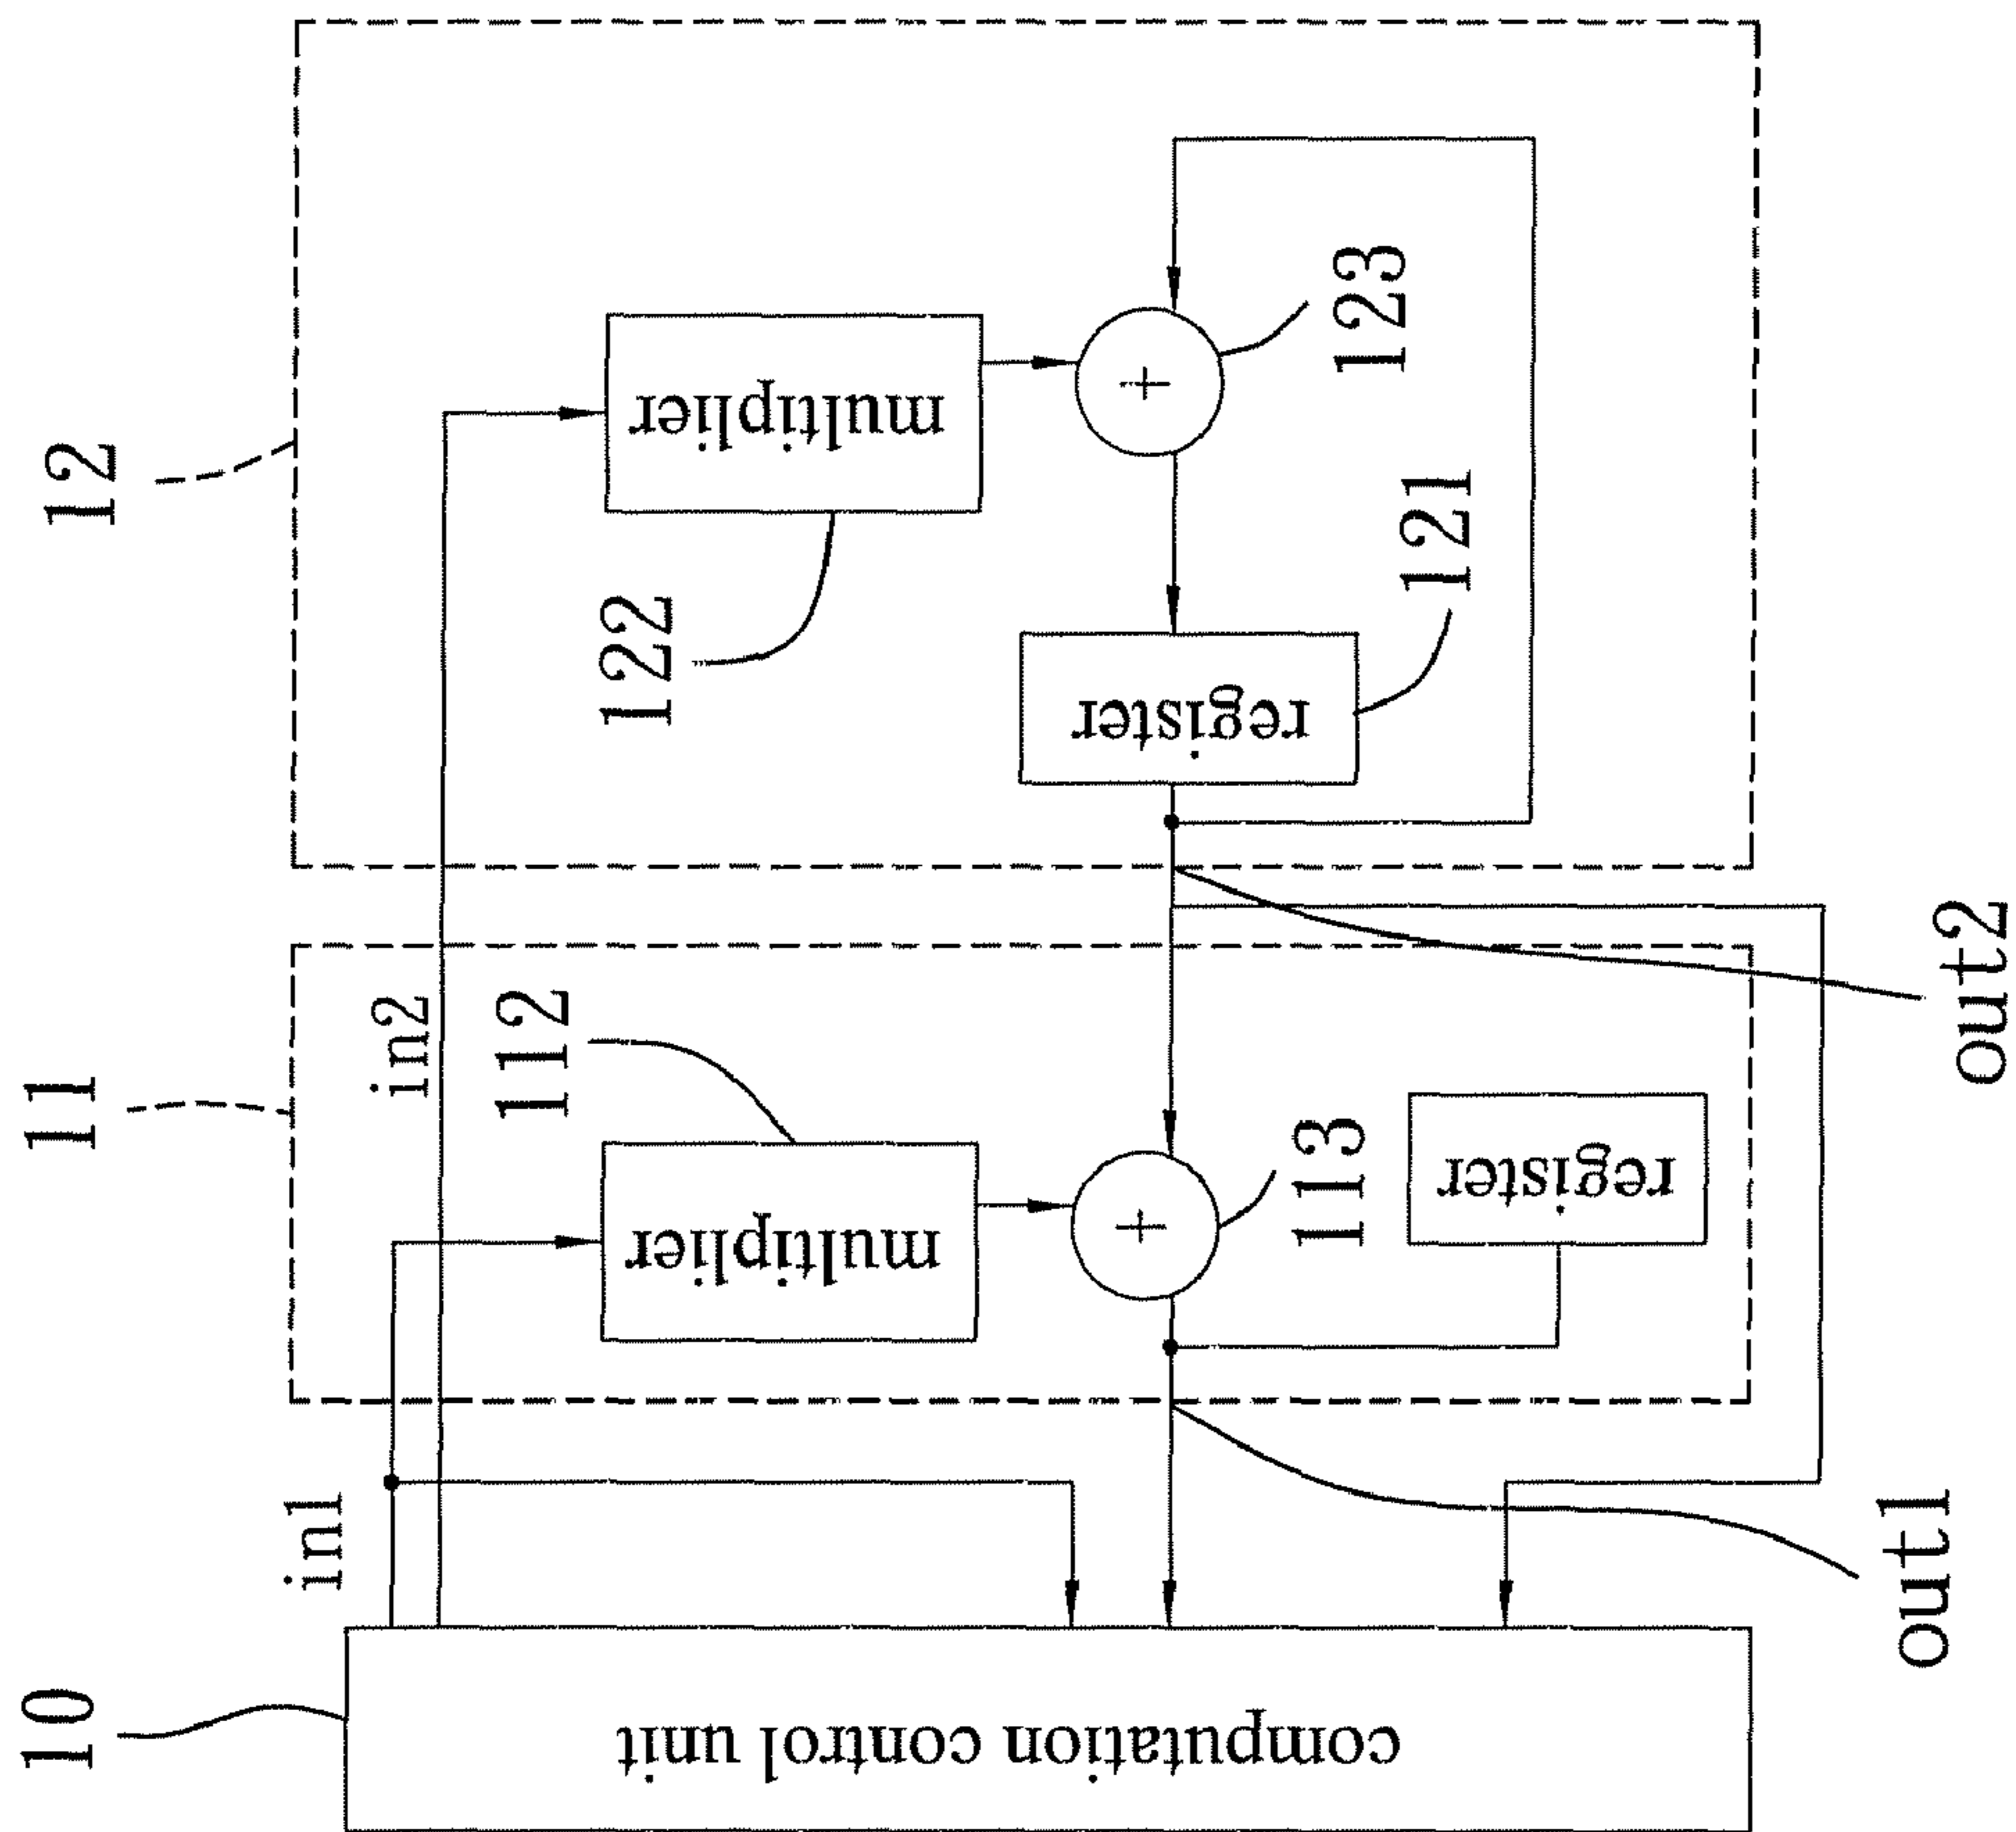 12
multiplier
+
123
122
121
register
11
in2
112
multiplier
+
113
register
out2
in1
out1
10
computation control unit